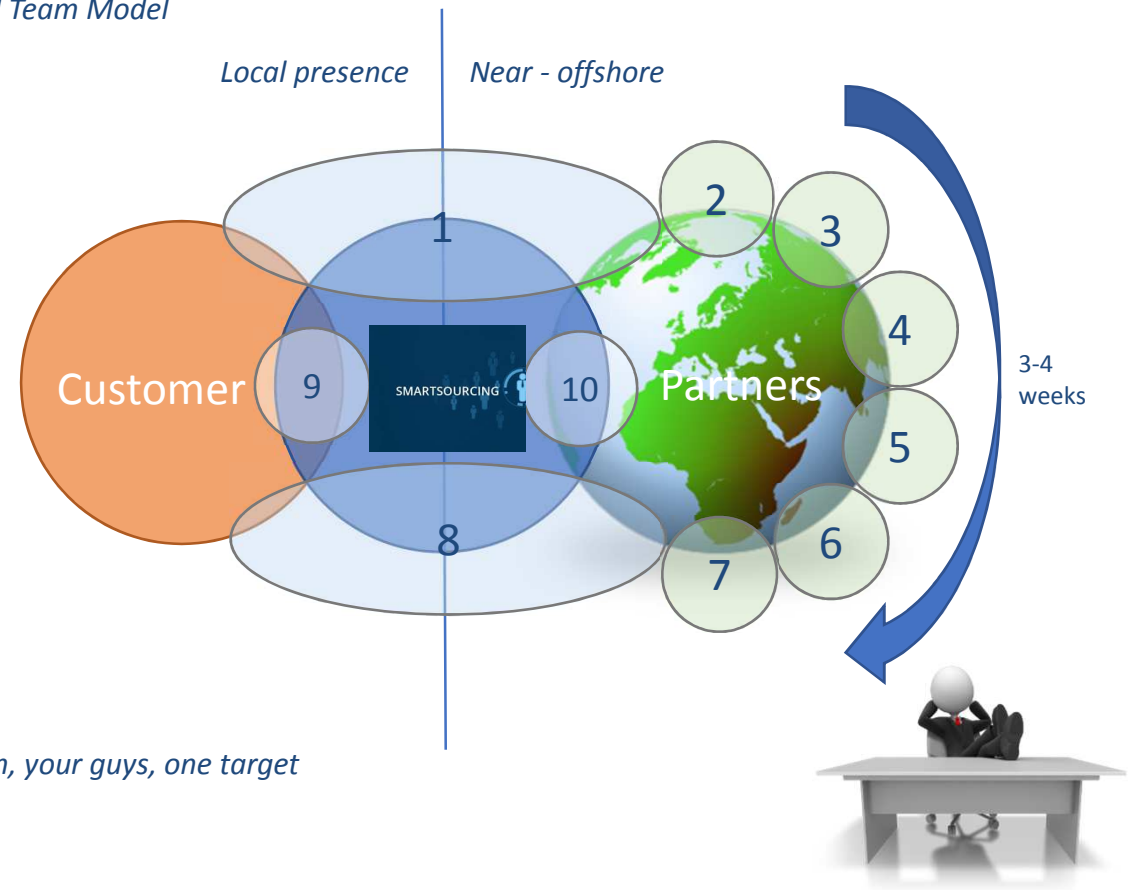 Team Model
Local presence
Near - offshore
1
2
3
4
5
6
7
8
9
10
Customer
SMARTSOURCING
Partners
3-4
weeks
, your guys, one target